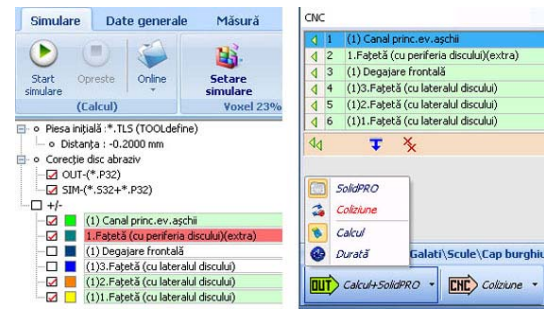 Simulare Date generale Măsură
Start simulare
Opreste
Online
Setare simulare
(Calcul)
Voxel 23%
Piesa inițială :*.TLS (TOOLdefine)
Distanța : -0.2000 mm
Corecție disc abraziv
OUT-(*.P32)
SIM-(*.S32+*.P32)
+/-
(1) Canal princ.ev.așchii
1.Fațetă (cu periferia discului)(extra)
(1) Degajare frontală
(1)3.Fațetă (cu lateralul discului)
(1)2.Fațetă (cu lateralul discului)
(1)1.Fațetă (cu lateralul discului)
CNC
1 (1) Canal princ.ev.așchii
2 1.Fațetă (cu periferia discului)(extra)
3 (1) Degajare frontală
4 (1)3.Fațetă (cu lateralul discului)
5 (1)2.Fațetă (cu lateralul discului)
6 (1)1.Fațetă (cu lateralul discului)
SolidPRO
Coliziune
Calcul
Durată
Galati\Scule\Cap burghiu
OUT Calcul+SolidPRO
CNC Coliziune